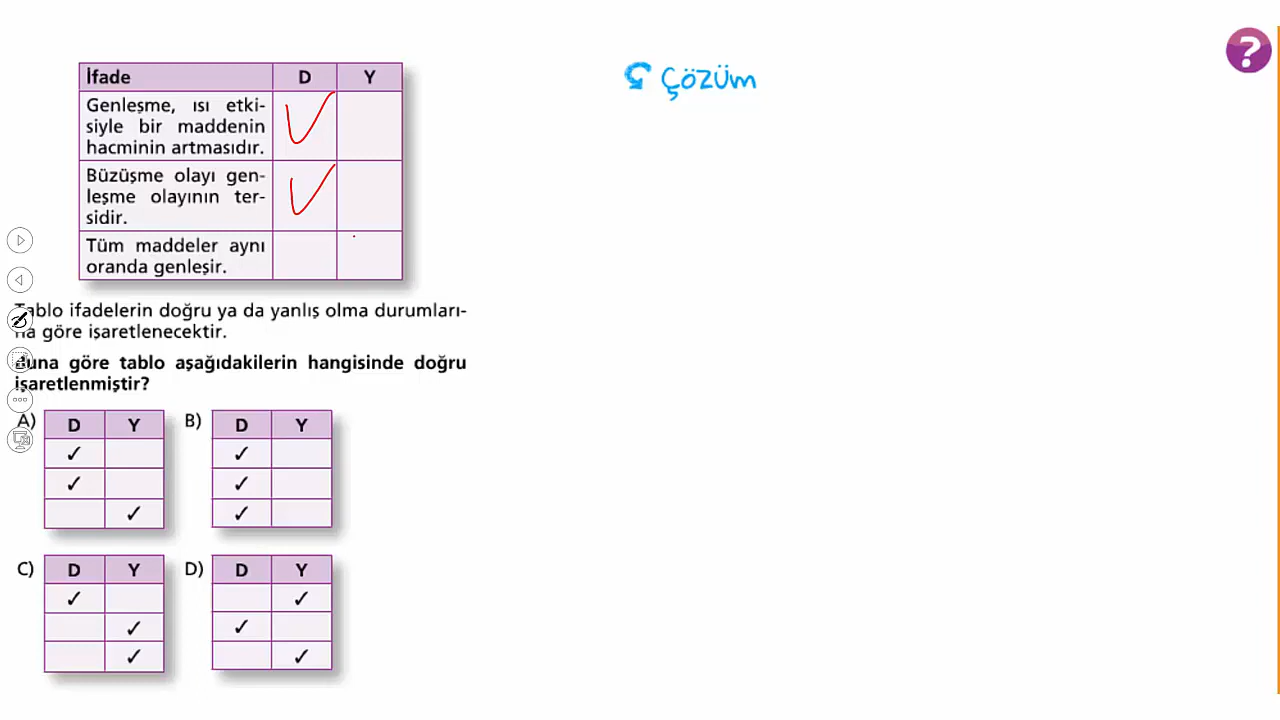 İfade D Y
Genleşme, ısı etki-
siyle bir maddenin
hacminin artmasıdır.
Büzüşme olayı gen-
leşme olayının ter-
sidir.
Tüm maddeler aynı
oranda genleşir.
Tablo ifadelerin doğru ya da yanlış olma durumları-
na göre işaretlenecektir.
Buna göre tablo aşağıdakilerin hangisinde doğru
işaretlenmiştir?
A) D Y
✓
✓
✓
B) D Y
✓
✓
✓
C) D Y
✓
✓
✓
D) D Y
✓
✓
✓
Çözüm
?